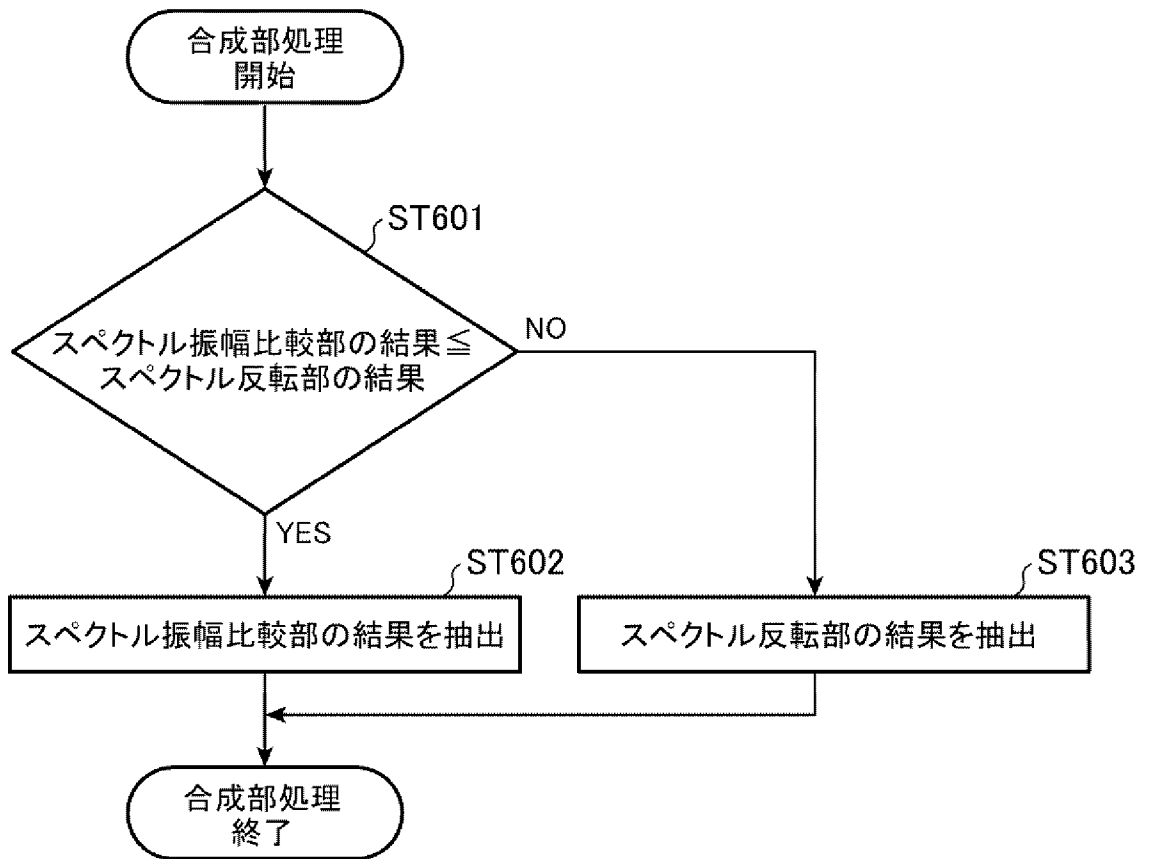 合成部処理
開始
ST601
スペクトル振幅比較部の結果≦
スペクトル反転部の結果
NO
YES
ST602
スペクトル振幅比較部の結果を抽出
ST603
スペクトル反転部の結果を抽出
合成部処理
終了